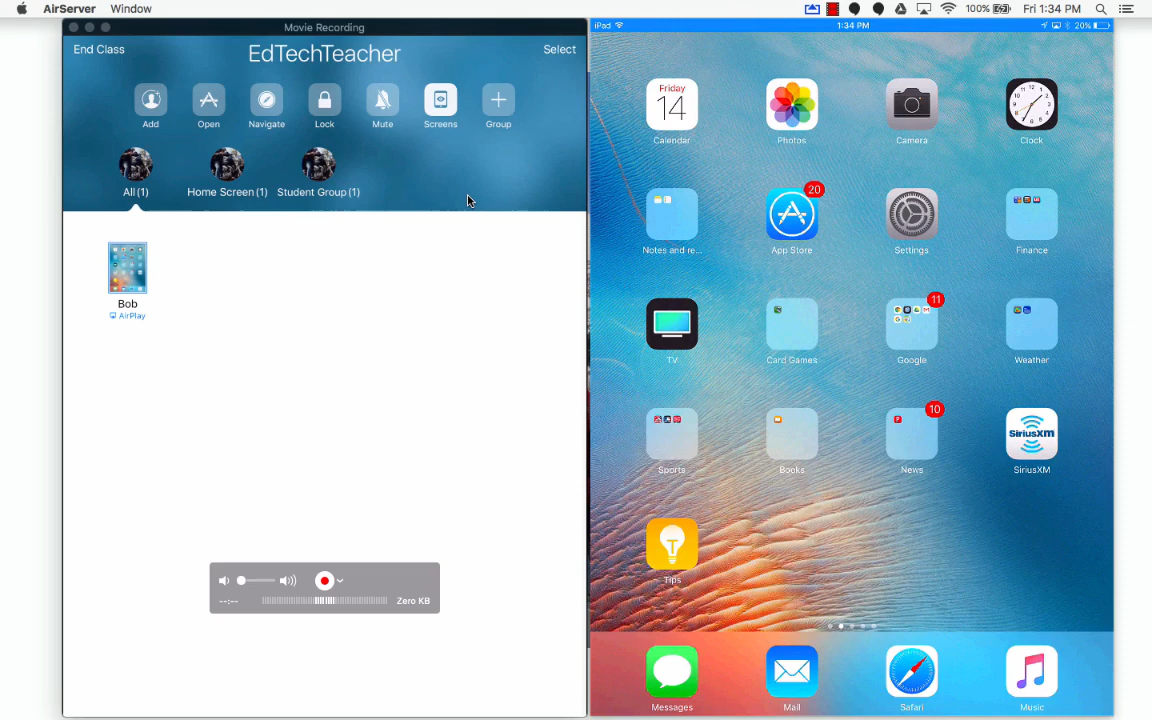 AirServer Window
100% Fri 1:34 PM
Movie Recording
End Class
EdTechTeacher
Select
Add Open Navigate Lock Mute Screens Group
All (1) Home Screen (1) Student Group (1)
Bob
AirPlay
--:-- Zero KB
iPad 1:34 PM 20%
Friday
14
Calendar Photos Camera Clock
20
Notes and re... App Store Settings Finance
11
TV Card Games Google Weather
10
SiriusXM
Sports Books News SiriusXM
Tips
Messages Mail Safari Music